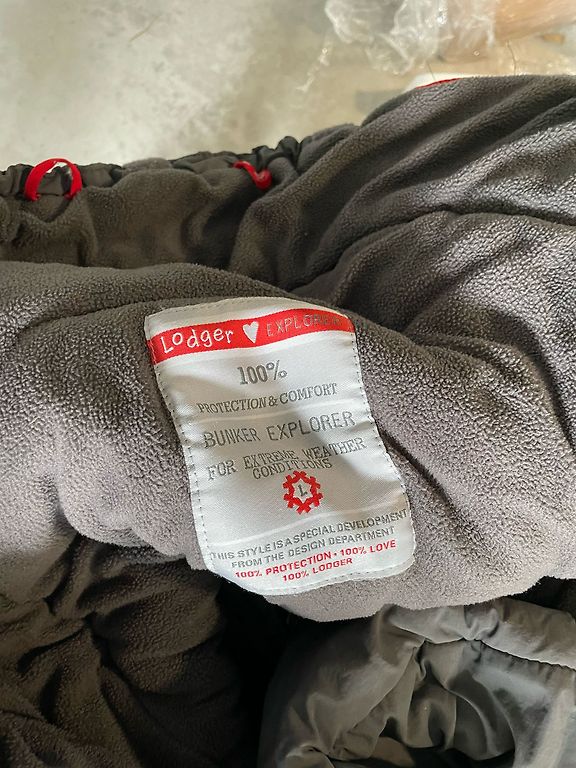 Lodger ♥ EXPLORER
100%
PROTECTION & COMFORT
BUNKER EXPLORER
FOR EXTREME WEATHER
CONDITIONS
L
THIS STYLE IS A SPECIAL DEVELOPMENT
FROM THE DESIGN DEPARTMENT
100% PROTECTION • 100% LOVE
100% LODGER